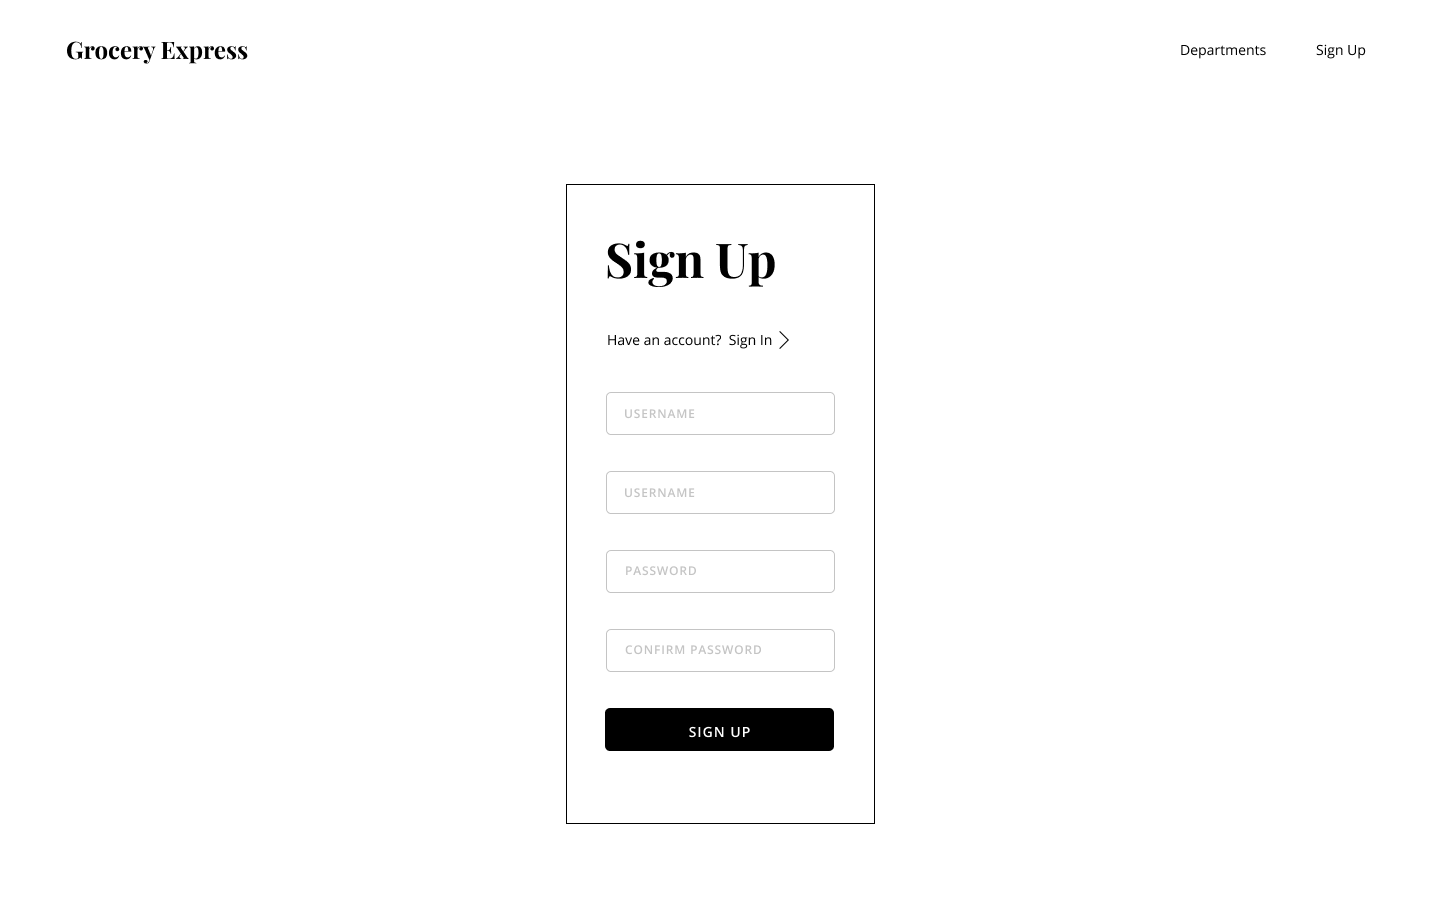 Grocery Express
Departments
Sign Up
Sign Up
Have an account? Sign In
USERNAME
USERNAME
PASSWORD
CONFIRM PASSWORD
SIGN UP